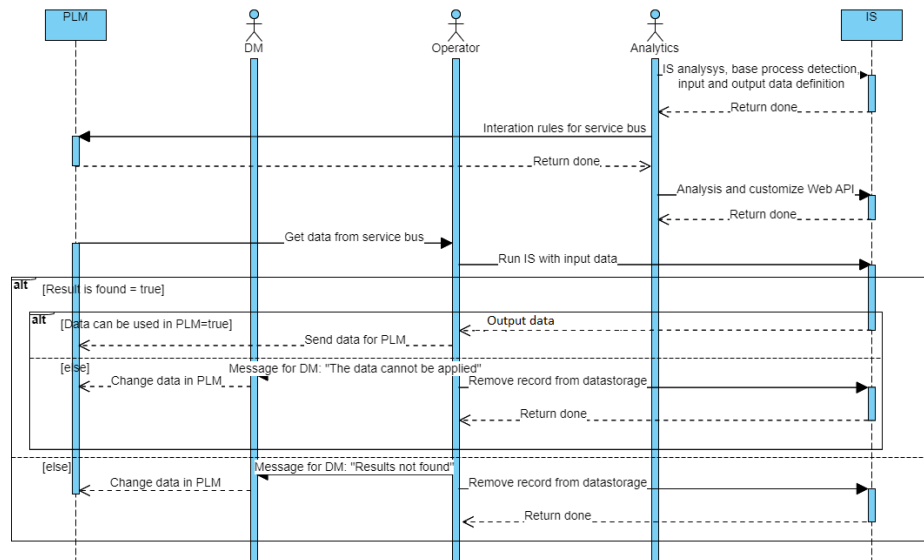 PLM
DM
Operator
Analytics
IS
IS analysys, base process detection,
input and output data definition
Return done
Interation rules for service bus
Return done
Analysis and customize Web API
Return done
Get data from service bus
Run IS with input data
alt
[Result is found = true]
alt
[Data can be used in PLM=true]
Output data
Send data for PLM
[else]
Message for DM: "The data cannot be applied"
Change data in PLM
Remove record from datastorage
Return done
[else]
Message for DM: "Results not found"
Change data in PLM
Remove record from datastorage
Return done